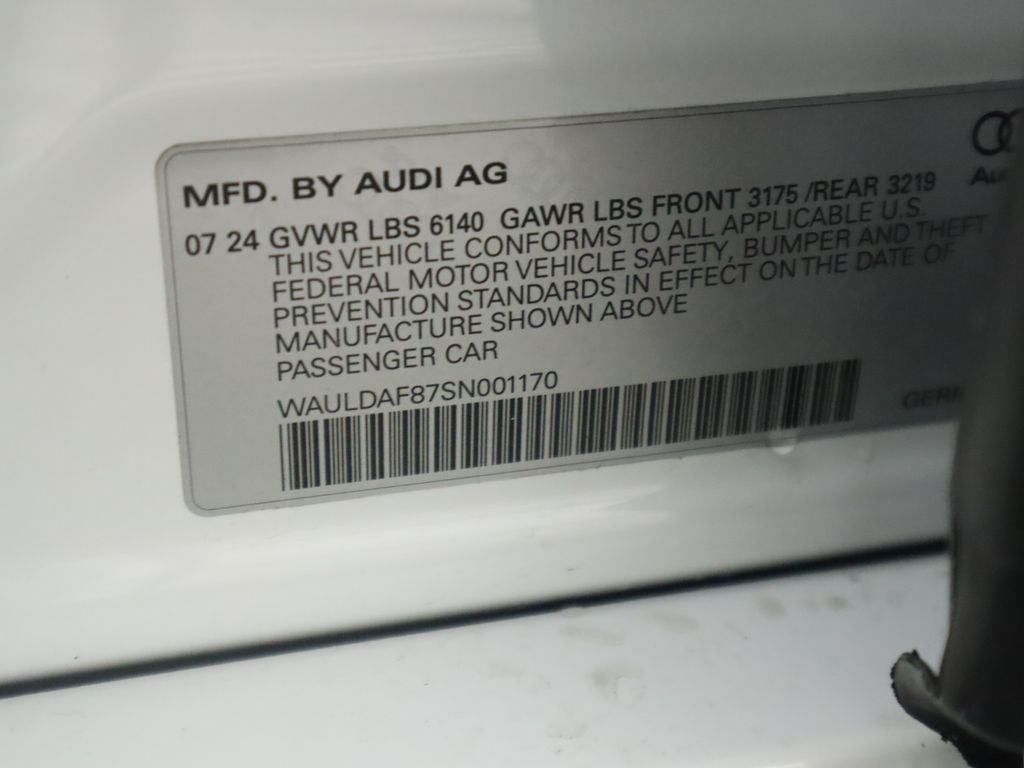 MFD. BY AUDI AG
07 24 GVWR LBS 6140 GAWR LBS FRONT 3175 /REAR 3219
THIS VEHICLE CONFORMS TO ALL APPLICABLE U.S.
FEDERAL MOTOR VEHICLE SAFETY, BUMPER AND THEFT
PREVENTION STANDARDS IN EFFECT ON THE DATE OF
MANUFACTURE SHOWN ABOVE
PASSENGER CAR
WAULDAF87SN001170